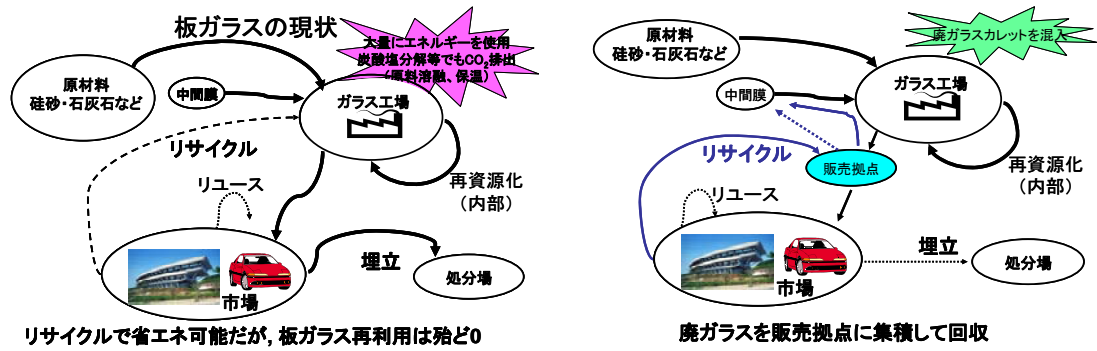 板ガラスの現状
大量にエネルギーを使用
炭酸塩分解等でもCO₂排出
(原料溶融、保温)
原材料
硅砂・石灰石など
中間膜
ガラス工場
リサイクル
再資源化
(内部)
リユース
市場
埋立
処分場
リサイクルで省エネ可能だが, 板ガラス再利用は殆ど0
廃ガラスカレットを混入
原材料
硅砂・石灰石など
中間膜
ガラス工場
リサイクル
販売拠点
再資源化
(内部)
リユース
市場
埋立
処分場
廃ガラスを販売拠点に集積して回収